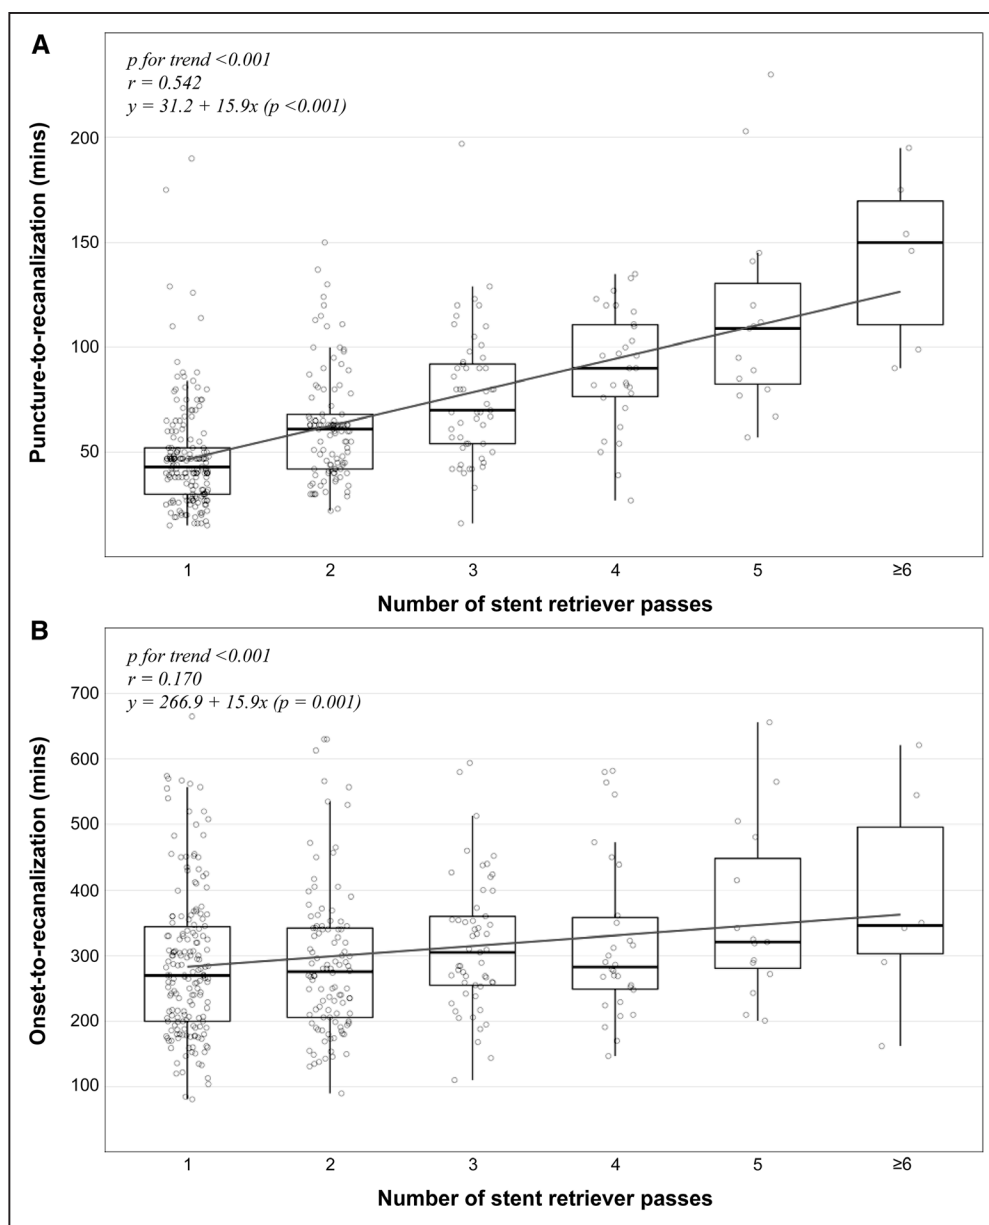 A
p for trend <0.001
r = 0.542
y = 31.2 + 15.9x (p <0.001)
Puncture-to-recanalization (mins)
200
150
100
50
1 2 3 4 5 ≥6
Number of stent retriever passes
B
p for trend <0.001
r = 0.170
y = 266.9 + 15.9x (p = 0.001)
Onset-to-recanalization (mins)
700
600
500
400
300
200
100
1 2 3 4 5 ≥6
Number of stent retriever passes